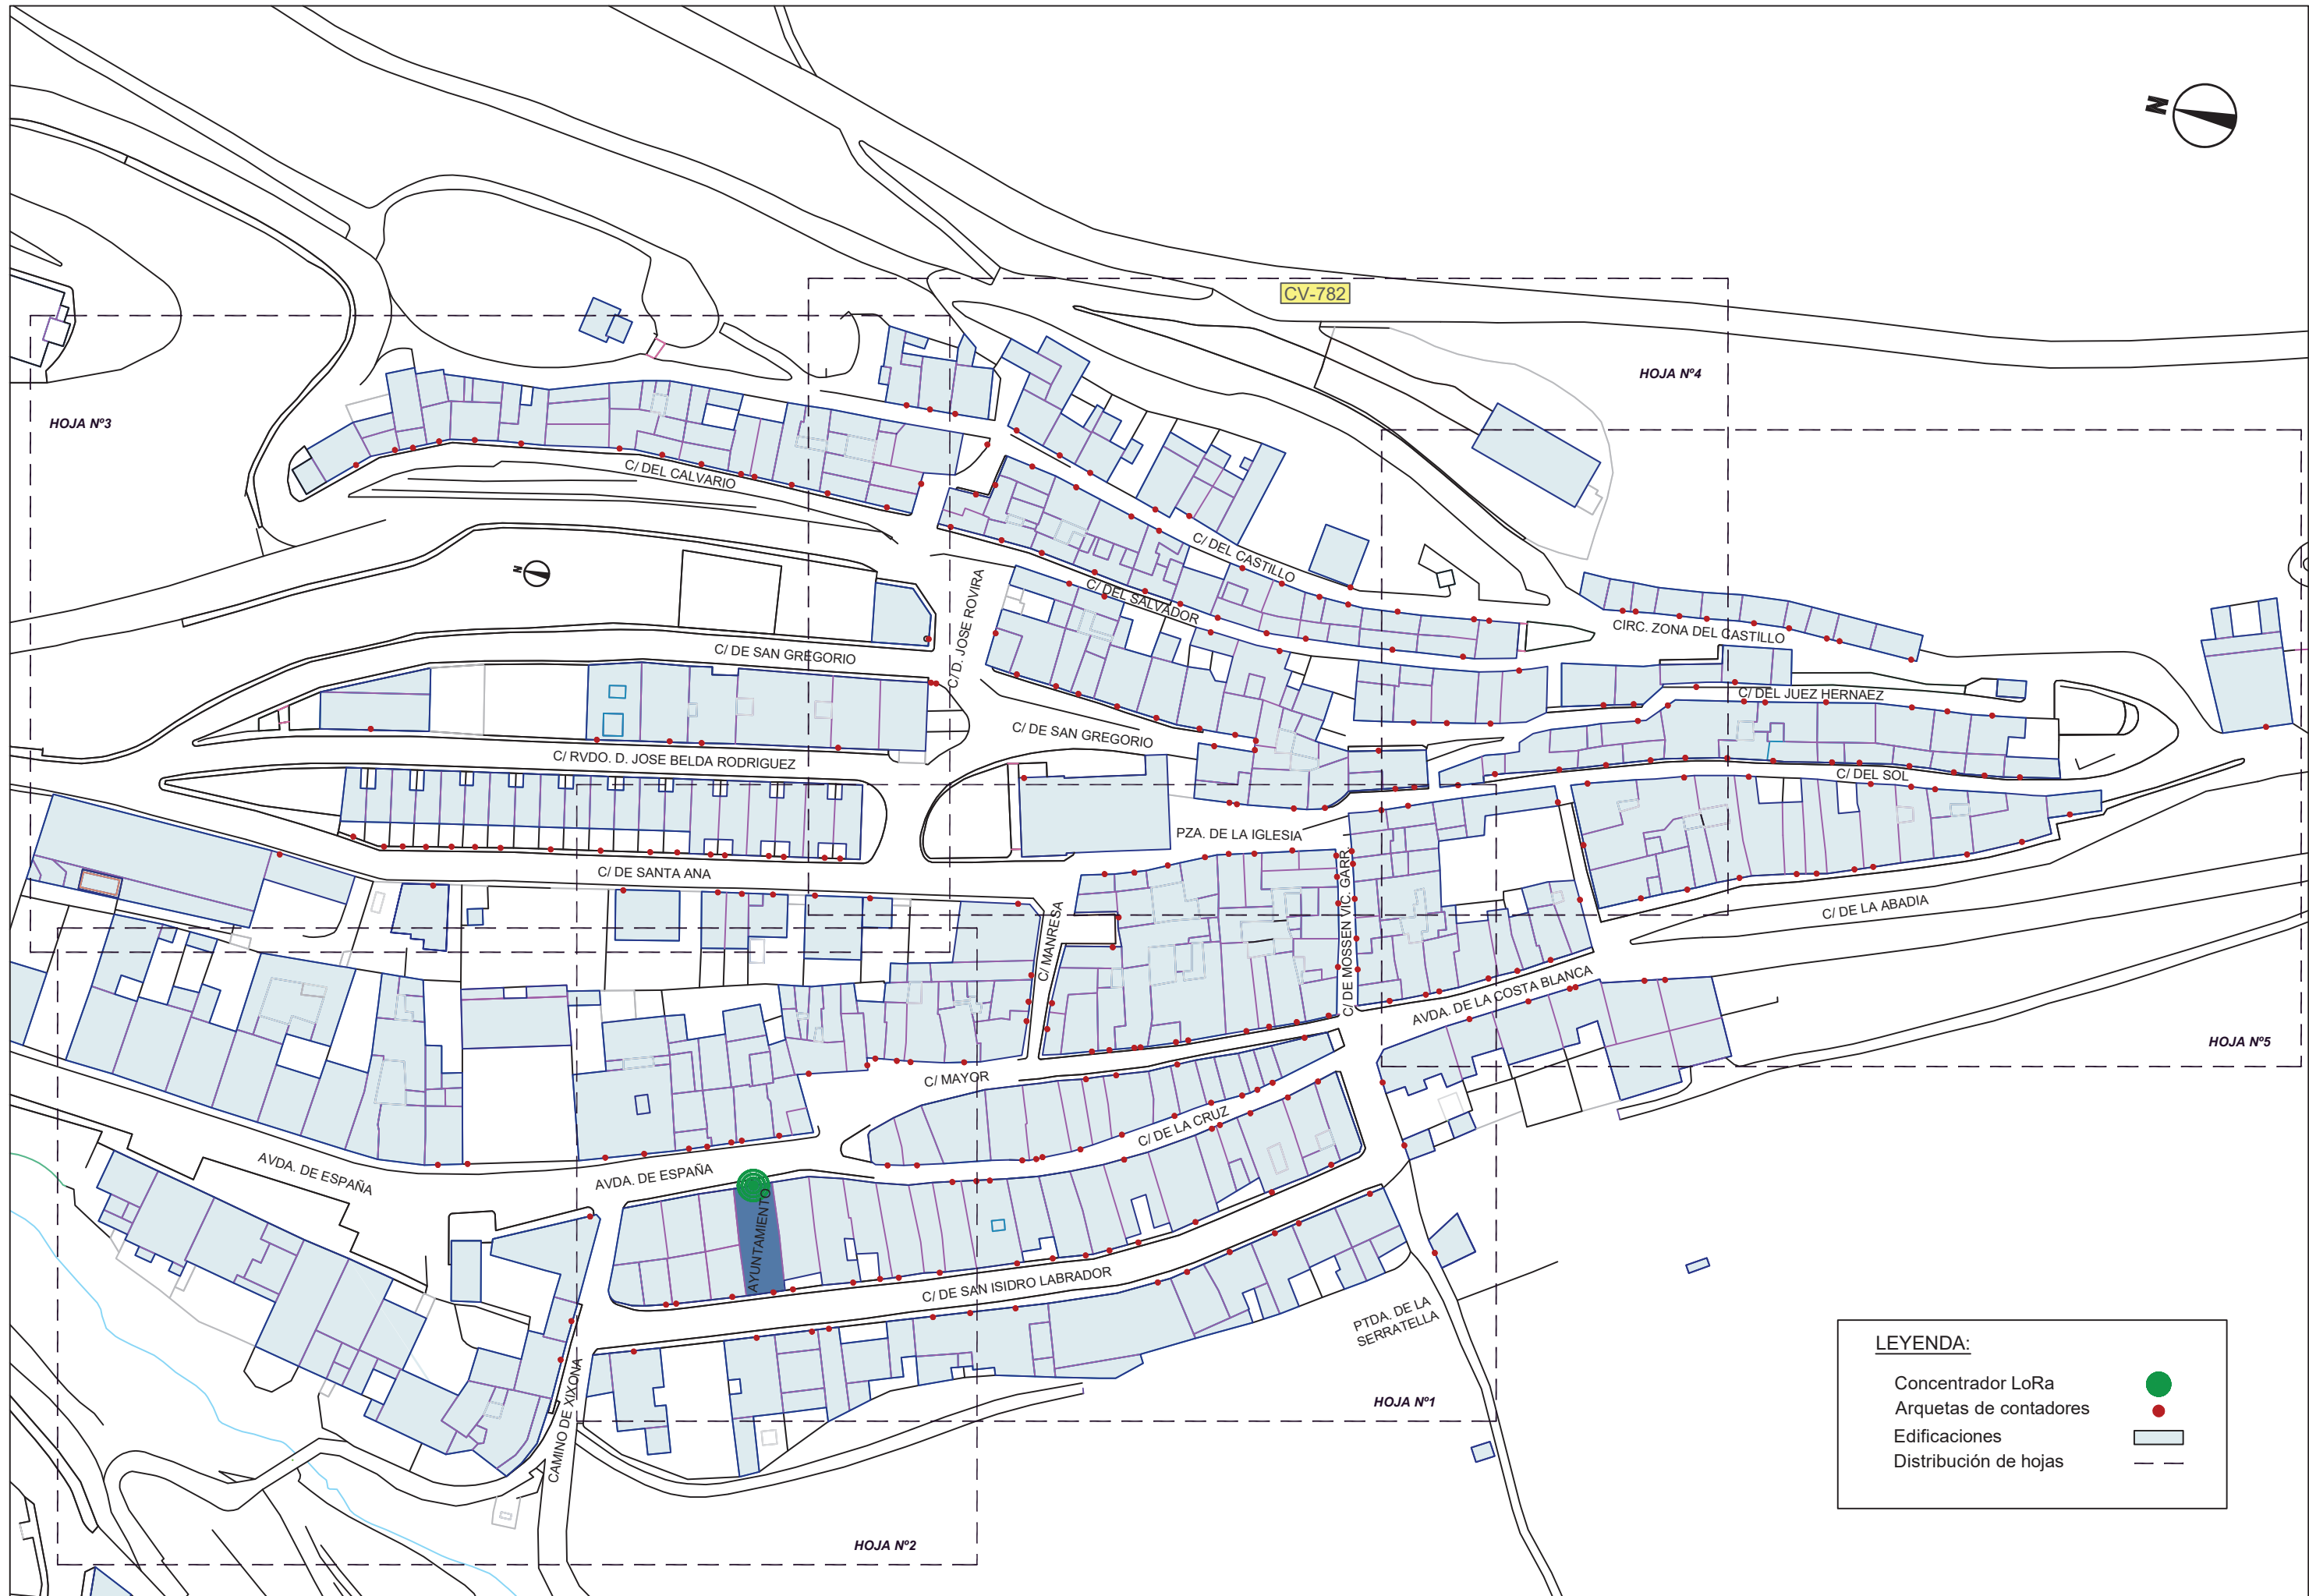 N
CV-782
HOJA Nº4
HOJA Nº3
C/ DEL CALVARIO
C/ DEL CASTILLO
N
C/ D. JOSE ROVIRA
C/ DEL SALVADOR
CIRC. ZONA DEL CASTILLO
C/ DE SAN GREGORIO
C/ DEL JUEZ HERNAEZ
C/ DE SAN GREGORIO
C/ RVDO. D. JOSE BELDA RODRIGUEZ
C/ DEL SOL
PZA. DE LA IGLESIA
C/ DE SANTA ANA
C/ DE MOSSEN VIC. GARR.
C/ DE LA ABADIA
C/ MANRESA
AVDA. DE LA COSTA BLANCA
HOJA Nº5
C/ MAYOR
C/ DE LA CRUZ
AVDA. DE ESPAÑA
AVDA. DE ESPAÑA
AYUNTAMIENTO
C/ DE SAN ISIDRO LABRADOR
PTDA. DE LA
SERRATELLA
CAMINO DE XIXONA
HOJA Nº1
HOJA Nº2
LEYENDA:
Concentrador LoRa
Arquetas de contadores
Edificaciones
Distribución de hojas